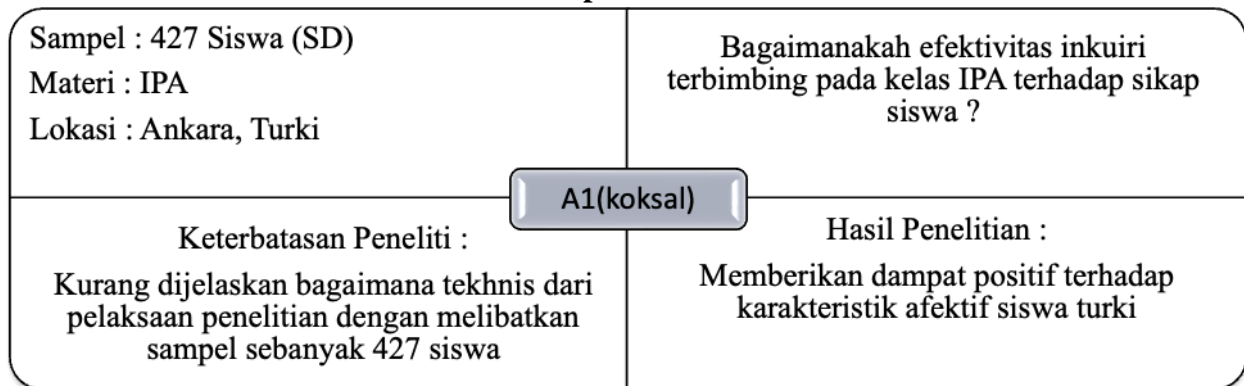 Sampel : 427 Siswa (SD)
Materi : IPA
Lokasi : Ankara, Turki
Bagaimanakah efektivitas inkuiri
terbimbing pada kelas IPA terhadap sikap
siswa ?
A1(koksal)
Keterbatasan Peneliti :
Kurang dijelaskan bagaimana tekhnis dari
pelaksaan penelitian dengan melibatkan
sampel sebanyak 427 siswa
Hasil Penelitian :
Memberikan dampat positif terhadap
karakteristik afektif siswa turki